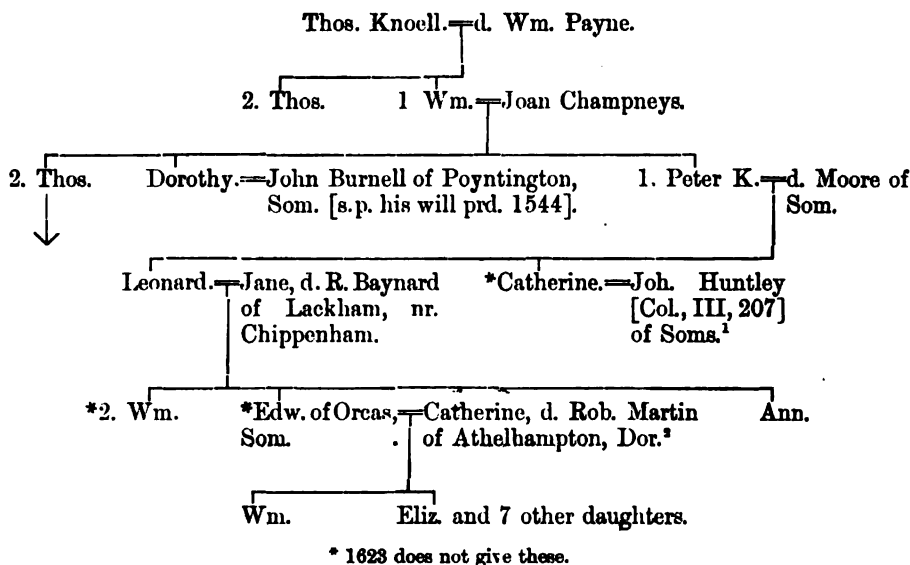 Thos. Knoell.═d. Wm. Payne.
2. Thos. 1 Wm.═Joan Champneys.
2. Thos. Dorothy.═John Burnell of Poyntington, 1. Peter K.═d. Moore of
Som. [s.p. his will prd. 1544]. Som.
Leonard.═Jane, d. R. Baynard *Catherine.═Joh. Huntley
of Lackham, nr. [Col., III, 207]
Chippenham. of Soms.¹
*2. Wm. *Edw. of Orcas,═Catherine, d. Rob. Martin Ann.
Som. of Athelhampton, Dor.²
Wm. Eliz. and 7 other daughters.
* 1623 does not give these.